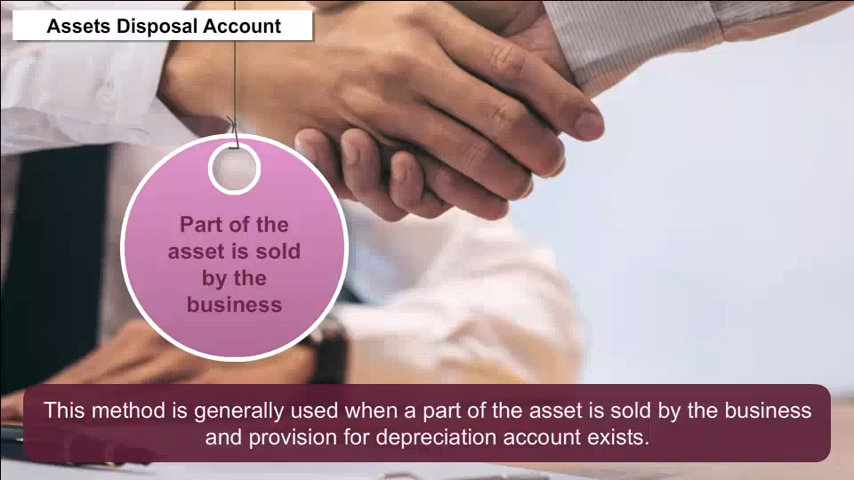 Assets Disposal Account
Part of the
asset is sold
by the
business
This method is generally used when a part of the asset is sold by the business
and provision for depreciation account exists.